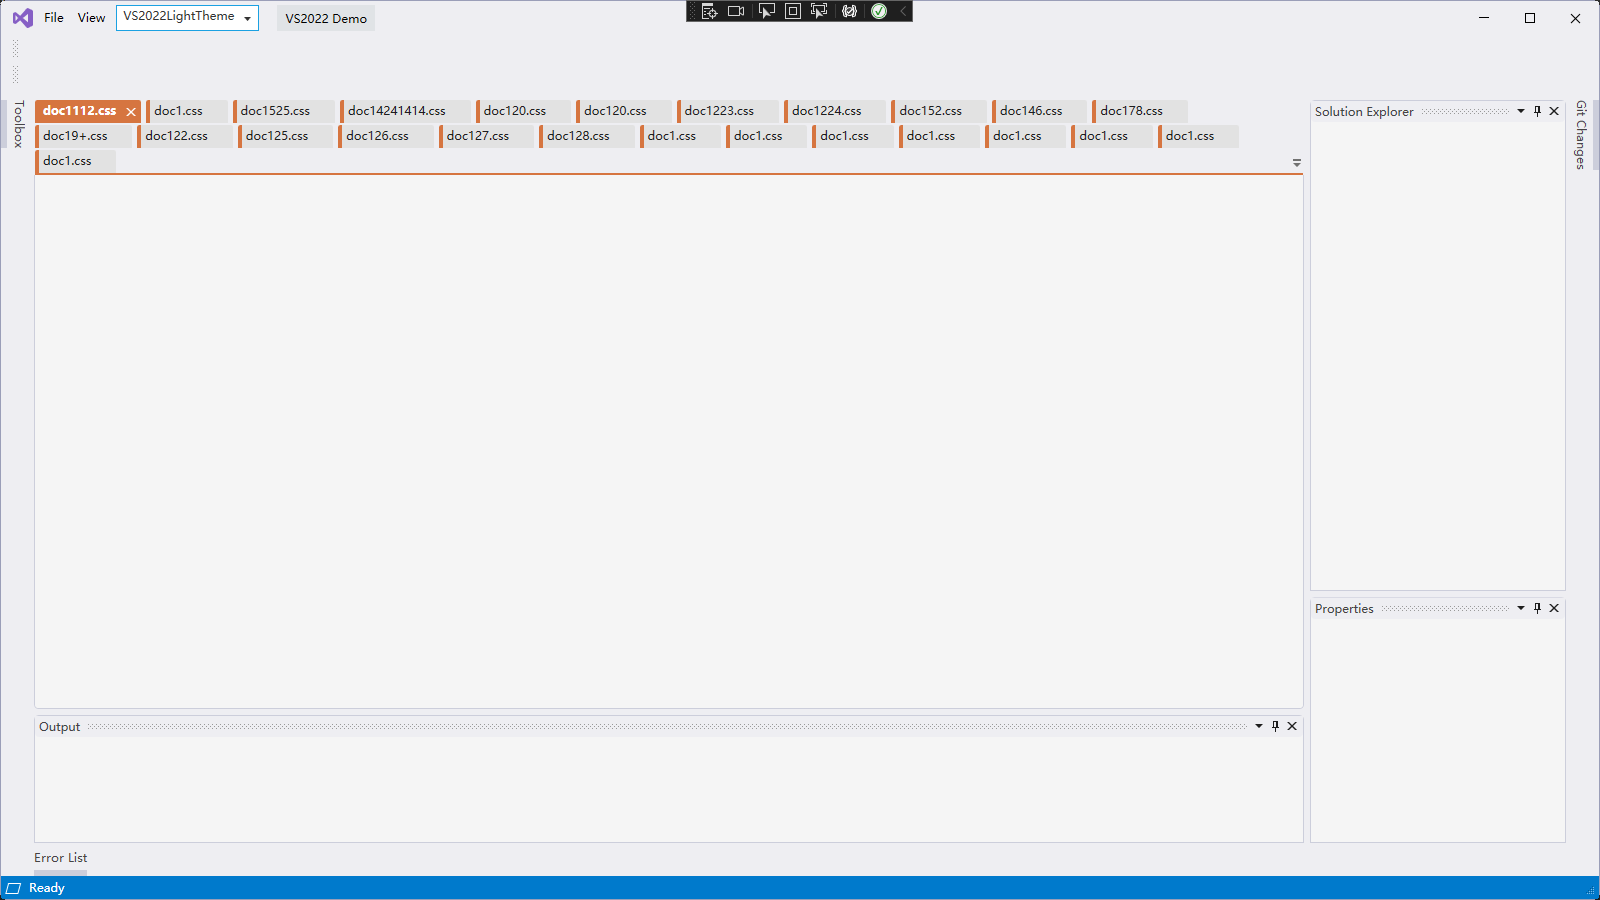 File View VS2022LightTheme VS2022 Demo
Toolbox
doc1112.css doc1.css doc1525.css doc14241414.css doc120.css doc120.css doc1223.css doc1224.css doc152.css doc146.css doc178.css
doc19+.css doc122.css doc125.css doc126.css doc127.css doc128.css doc1.css doc1.css doc1.css doc1.css doc1.css doc1.css doc1.css
doc1.css
Solution Explorer
Git Changes
Properties
Output
Error List
Ready